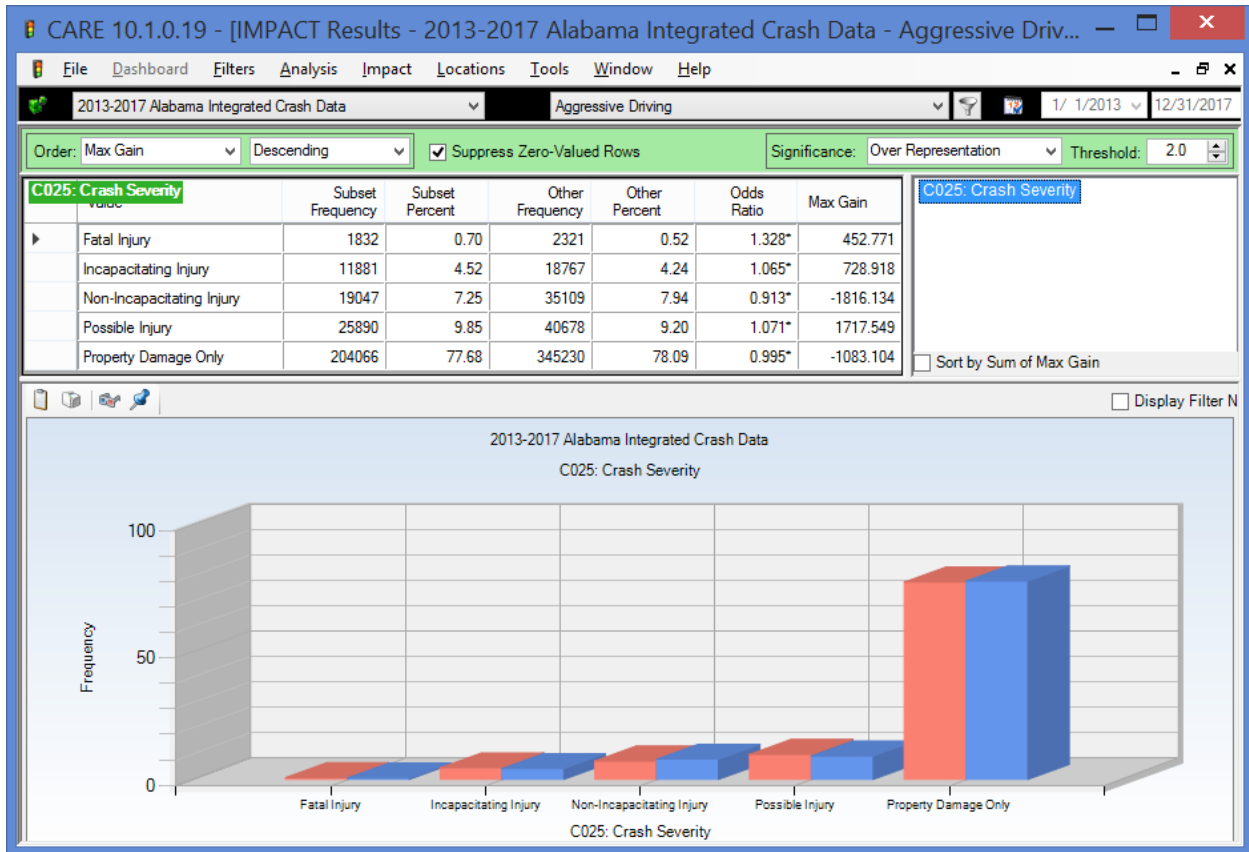 CARE 10.1.0.19 - [IMPACT Results - 2013-2017 Alabama Integrated Crash Data - Aggressive Driv...
File Dashboard Filters Analysis Impact Locations Tools Window Help
2013-2017 Alabama Integrated Crash Data Aggressive Driving 1/ 1/2013 12/31/2017
Order: Max Gain Descending Suppress Zero-Valued Rows Significance: Over Representation Threshold: 2.0
C025: Crash Severity Subset Frequency Subset Percent Other Frequency Other Percent Odds Ratio Max Gain
Fatal Injury 1832 0.70 2321 0.52 1.328* 452.771
Incapacitating Injury 11881 4.52 18767 4.24 1.065* 728.918
Non-Incapacitating Injury 19047 7.25 35109 7.94 0.913* -1816.134
Possible Injury 25890 9.85 40678 9.20 1.071* 1717.549
Property Damage Only 204066 77.68 345230 78.09 0.995* -1083.104
C025: Crash Severity
Sort by Sum of Max Gain
Display Filter N
2013-2017 Alabama Integrated Crash Data
C025: Crash Severity
Frequency
100
50
0
Fatal Injury Incapacitating Injury Non-Incapacitating Injury Possible Injury Property Damage Only
C025: Crash Severity